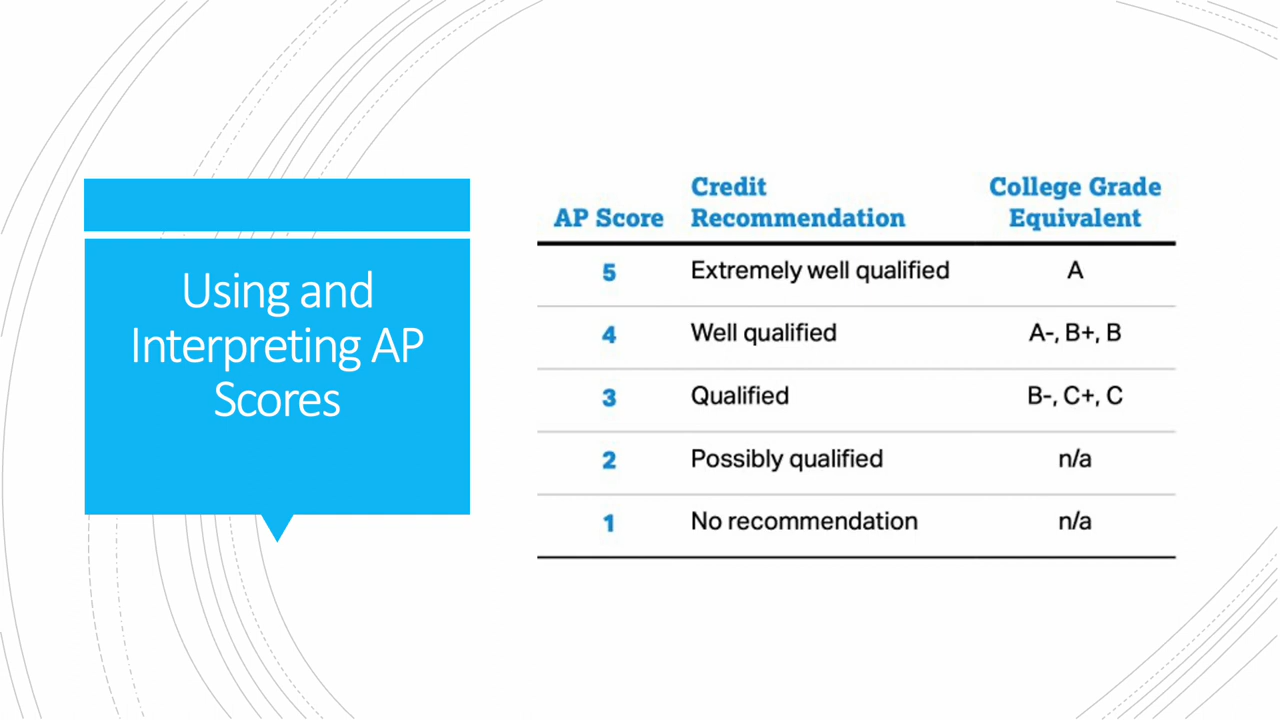 Using and
Interpreting AP
Scores
AP Score Credit Recommendation College Grade Equivalent
5 Extremely well qualified A
4 Well qualified A-, B+, B
3 Qualified B-, C+, C
2 Possibly qualified n/a
1 No recommendation n/a